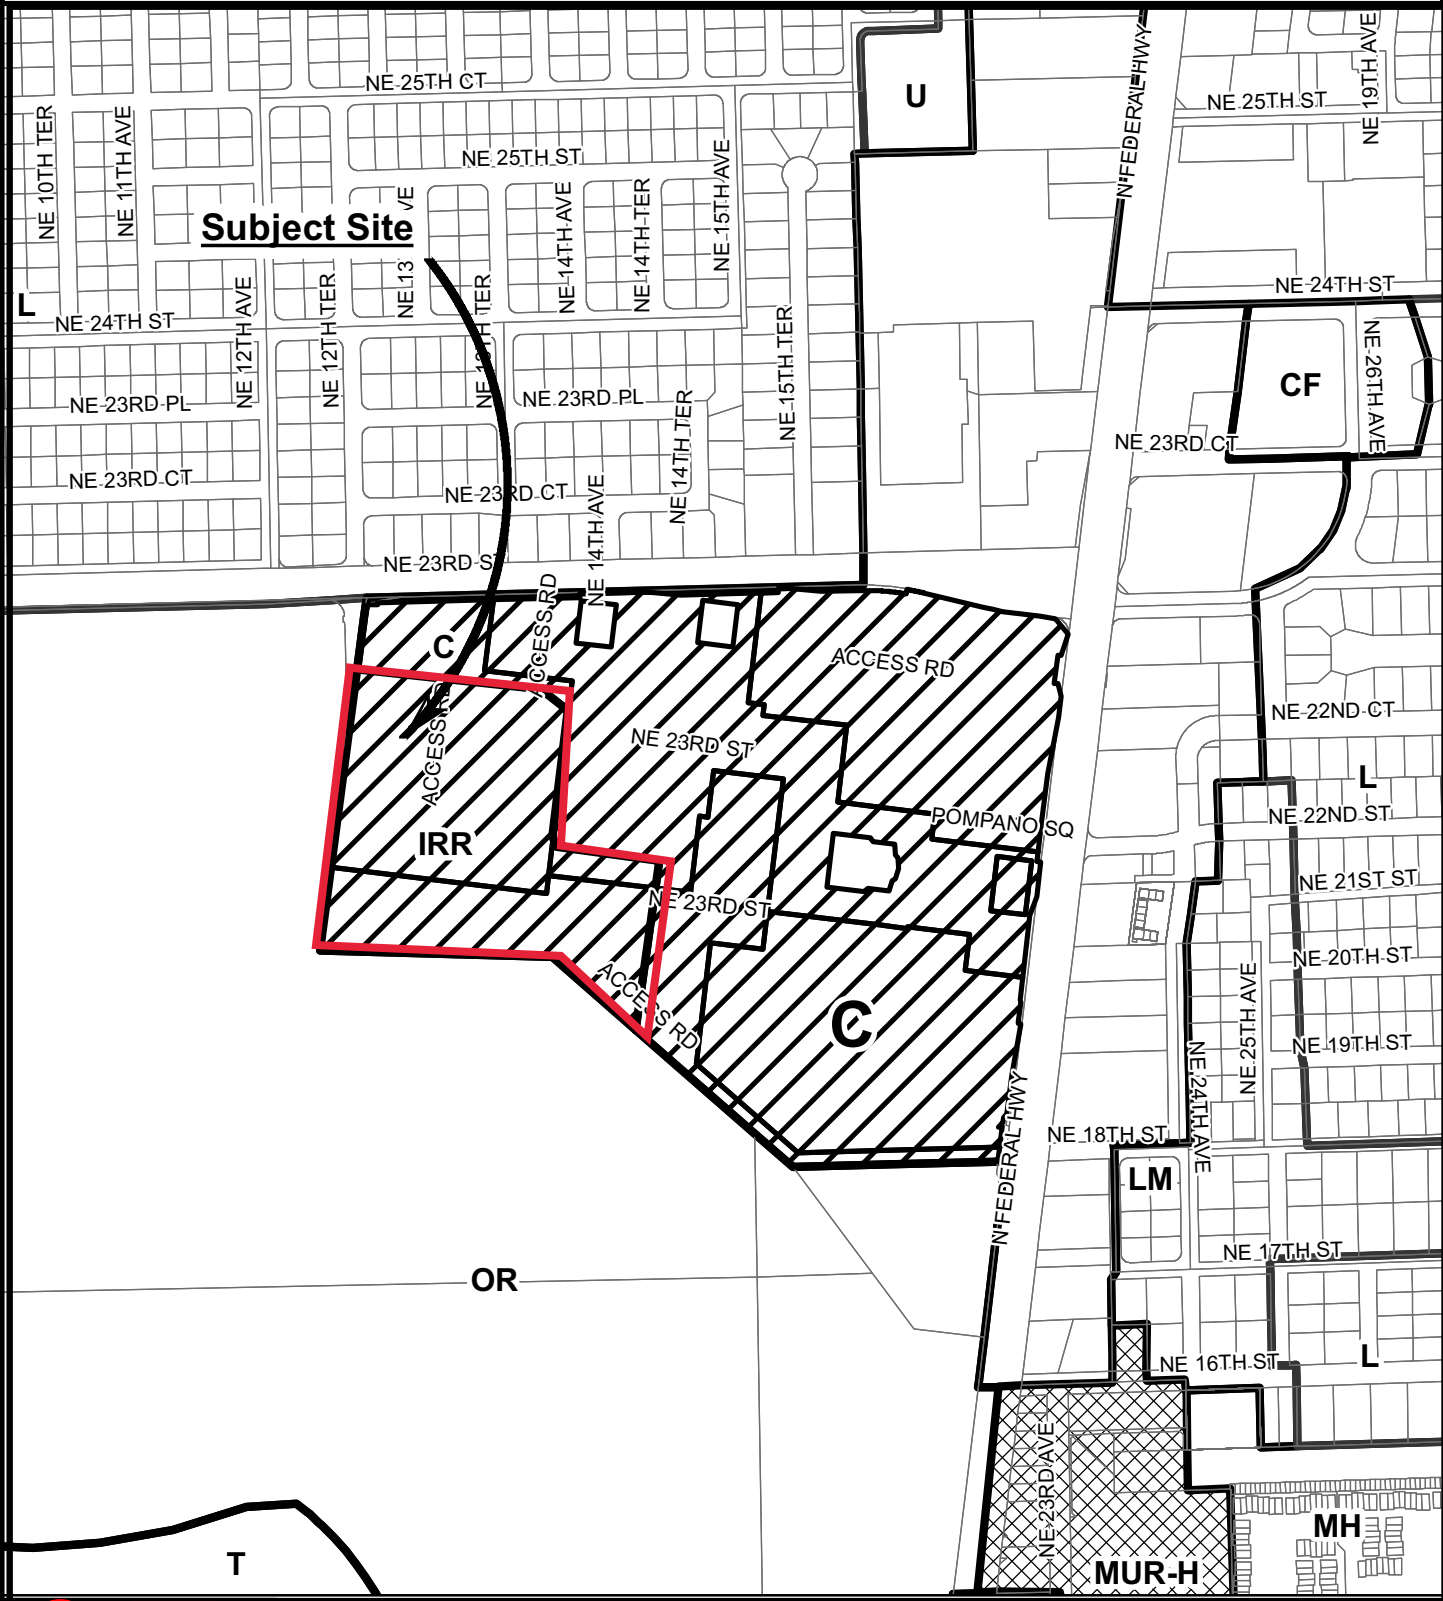 NE 25TH CT
U
N FEDERAL HWY
NE 19TH AVE
NE 25TH ST
NE 10TH TER
NE 11TH AVE
NE 25TH ST
NE 15TH AVE
NE 14TH AVE
NE 14TH TER
Subject Site
NE 13 VE
NE 12TH AVE
NE 12TH TER
NE 13TH TER
NE 24TH ST
L
NE 24TH ST
NE 15TH TER
NE 26TH AVE
CF
NE 23RD PL
NE 23RD PL
NE 14TH TER
NE 23RD CT
NE 23RD CT
NE 23RD CT
NE 14TH AVE
NE 23RD ST
ACCESS RD
C
ACCESS RD
ACCESS RD
NE 22ND CT
NE 23RD ST
L
NE 22ND ST
POMPANO SQ
IRR
NE 21ST ST
NE 23RD ST
NE 20TH ST
ACCESS RD
NE 25TH AVE
C
NE 19TH ST
NE 24TH AVE
N FEDERAL HWY
NE 18TH ST
LM
NE 17TH ST
OR
NE 16TH ST
L
NE 23RD AVE
MH
T
MUR-H